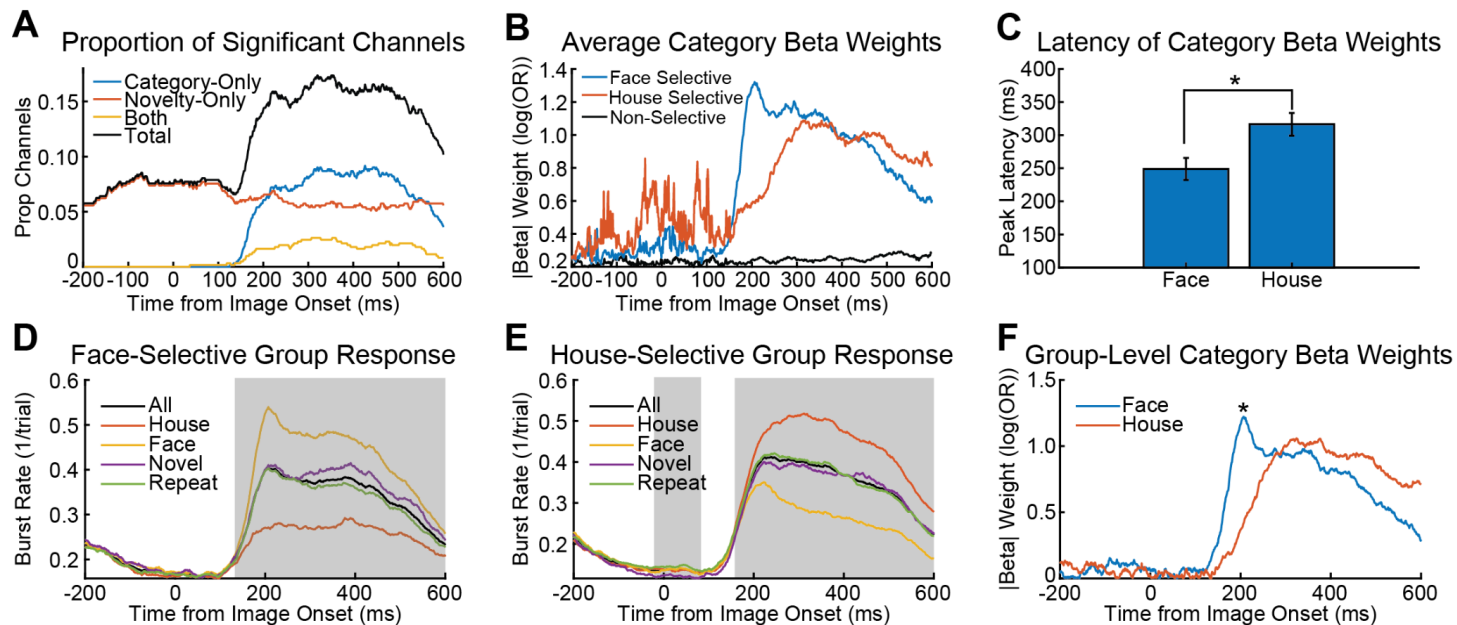 A
Proportion of Significant Channels
Prop Channels
0.15
0.10
0.05
0
Category-Only
Novelty-Only
Both
Total
-200 -100 0 100 200 300 400 500 600
Time from Image Onset (ms)
B
Average Category Beta Weights
|Beta| Weight (log(OR))
1.4
1.2
1.0
0.8
0.6
0.4
0.2
Face Selective
House Selective
Non-Selective
-200 -100 0 100 200 300 400 500 600
Time from Image Onset (ms)
C
Latency of Category Beta Weights
Peak Latency (ms)
400
350
300
250
200
150
100
*
Face House
D
Face-Selective Group Response
Burst Rate (1/trial)
0.6
0.5
0.4
0.3
0.2
All
House
Face
Novel
Repeat
-200 0 200 400 600
Time from Image Onset (ms)
E
House-Selective Group Response
Burst Rate (1/trial)
0.6
0.5
0.4
0.3
0.2
All
House
Face
Novel
Repeat
-200 0 200 400 600
Time from Image Onset (ms)
F
Group-Level Category Beta Weights
|Beta| Weight (log(OR))
1.5
1.0
0.5
0
Face
House
*
-200 0 200 400 600
Time from Image Onset (ms)